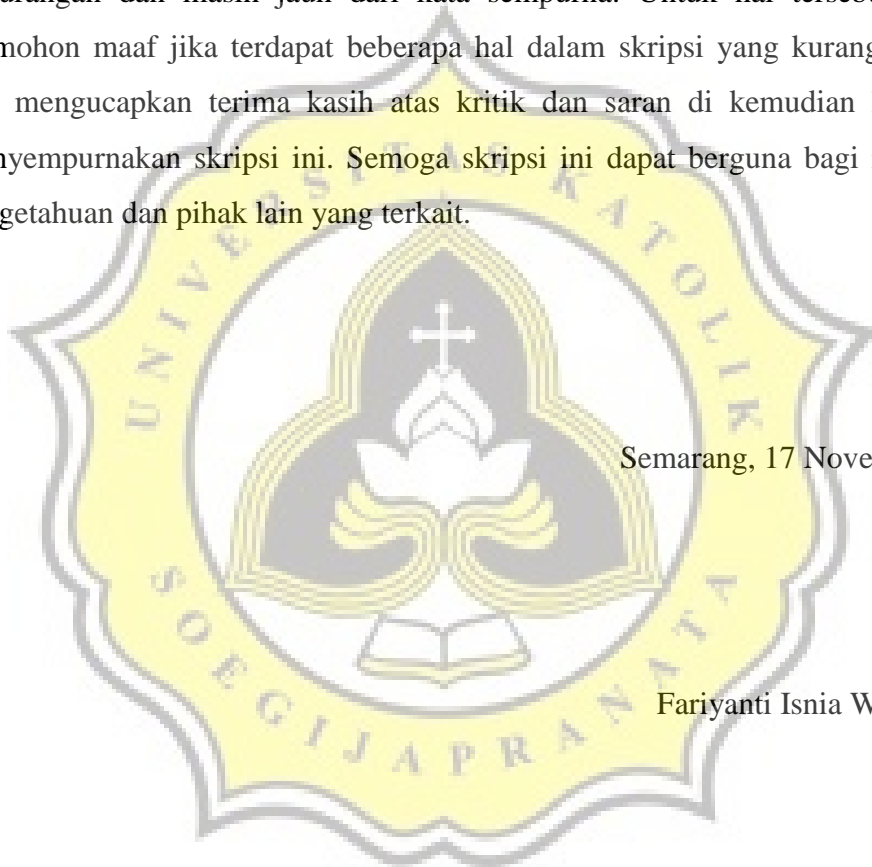 urangan dan masih jauh dari kata sempurna. Untuk hal terseb
mohon maaf jika terdapat beberapa hal dalam skripsi yang kurang
mengucapkan terima kasih atas kritik dan saran di kemudian
nyempurnakan skripsi ini. Semoga skripsi ini dapat berguna bagi
getahuan dan pihak lain yang terkait.
UNIVERSITAS KATOLIK
Semarang, 17 Nove
SOEGIJAPRANATA
Fariyanti Isnia W